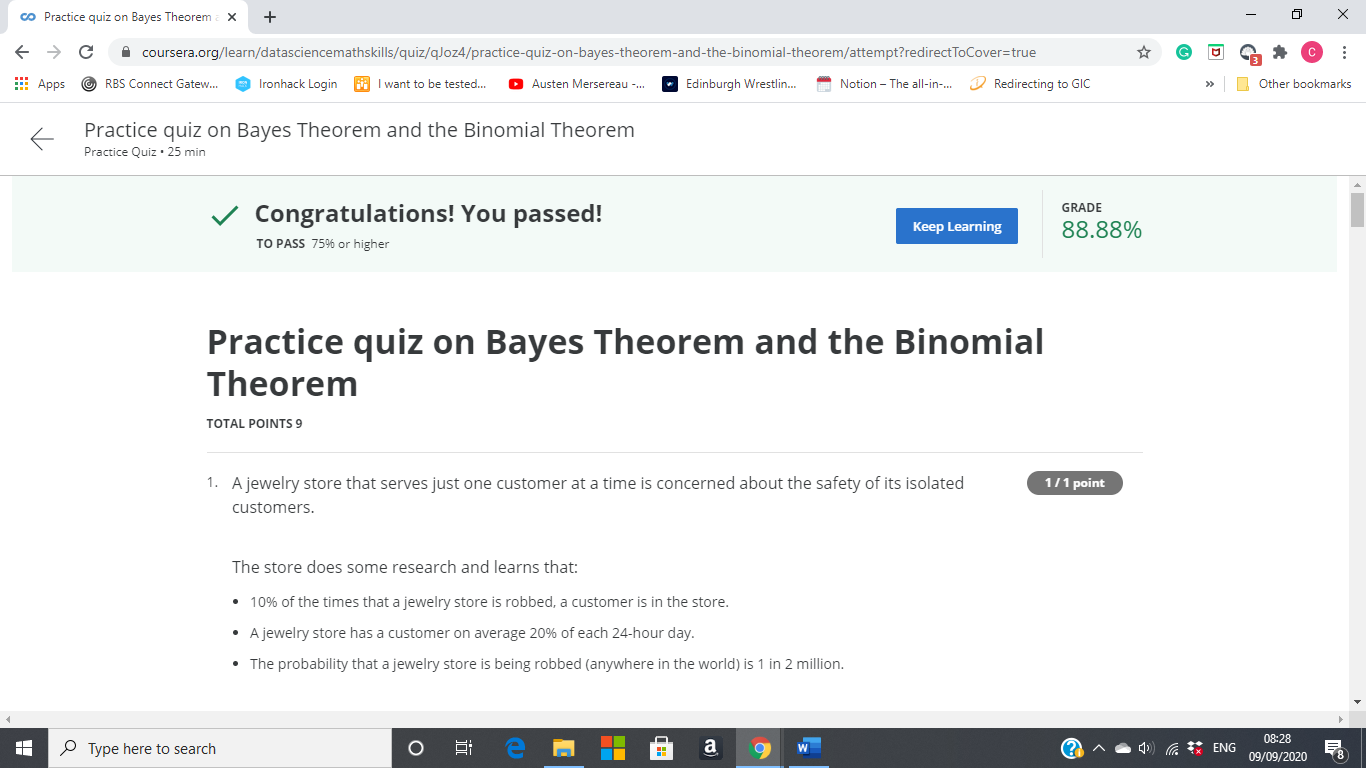 Practice quiz on Bayes Theorem a
coursera.org/learn/datasciencemathskills/quiz/qJoz4/practice-quiz-on-bayes-theorem-and-the-binomial-theorem/attempt?redirectToCover=true
3
C
Apps
RBS Connect Gatew...
Ironhack Login
I want to be tested...
Austen Mersereau -...
Edinburgh Wrestlin...
Notion – The all-in-...
Redirecting to GIC
»
Other bookmarks
Practice quiz on Bayes Theorem and the Binomial Theorem
Practice Quiz • 25 min
Congratulations! You passed!
TO PASS 75% or higher
Keep Learning
GRADE
88.88%
Practice quiz on Bayes Theorem and the Binomial
Theorem
TOTAL POINTS 9
1. A jewelry store that serves just one customer at a time is concerned about the safety of its isolated
customers.
1 / 1 point
The store does some research and learns that:
• 10% of the times that a jewelry store is robbed, a customer is in the store.
• A jewelry store has a customer on average 20% of each 24-hour day.
• The probability that a jewelry store is being robbed (anywhere in the world) is 1 in 2 million.
Type here to search
ENG
08:28
09/09/2020
8